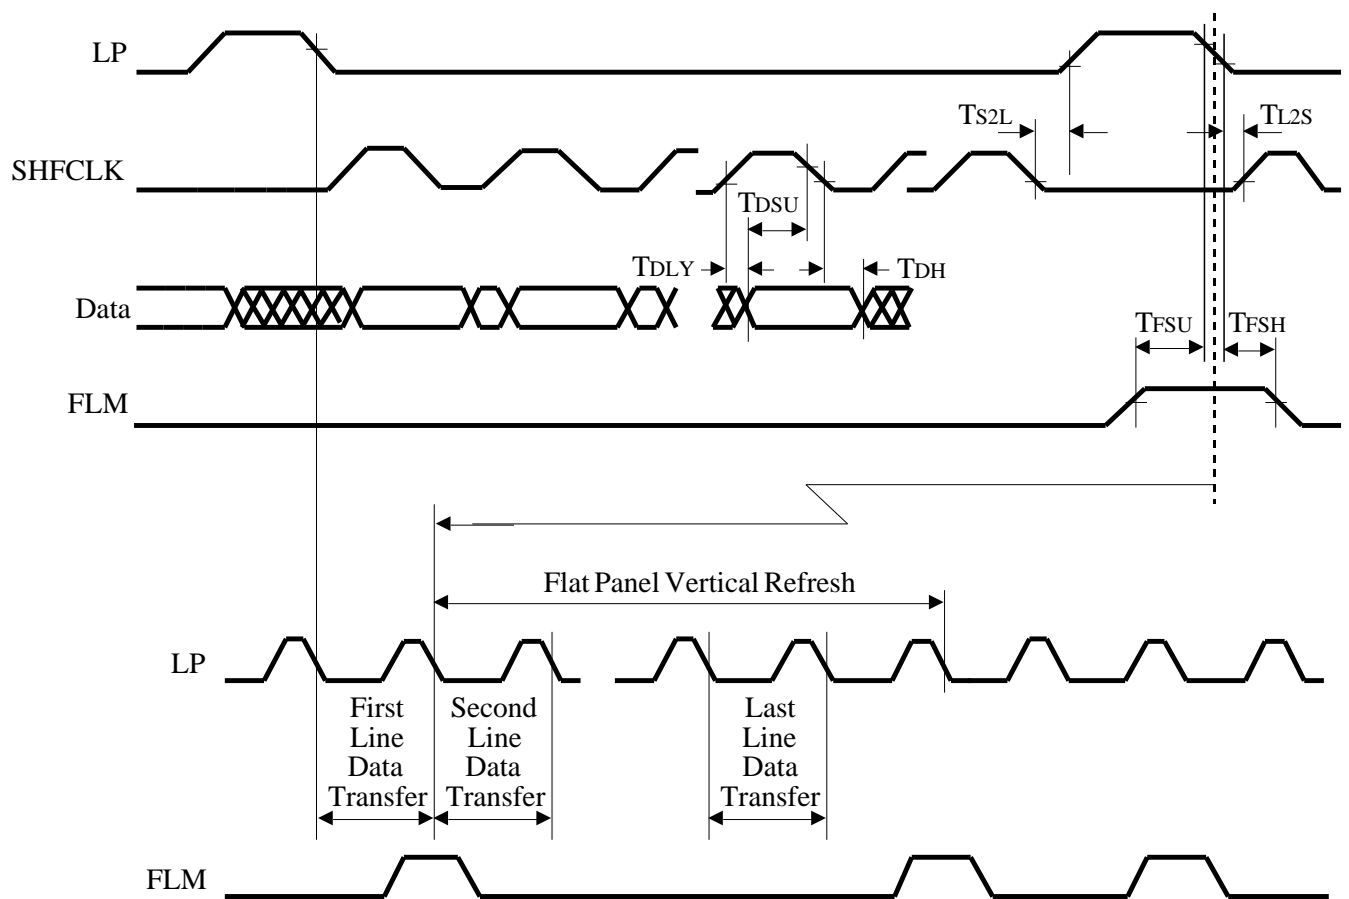 LP
TS2L
TL2S
SHFCLK
TDSU
TDLY
TDH
Data
TFSU
TFSH
FLM
Flat Panel Vertical Refresh
LP
First
Line
Data
Transfer
Second
Line
Data
Transfer
Last
Line
Data
Transfer
FLM